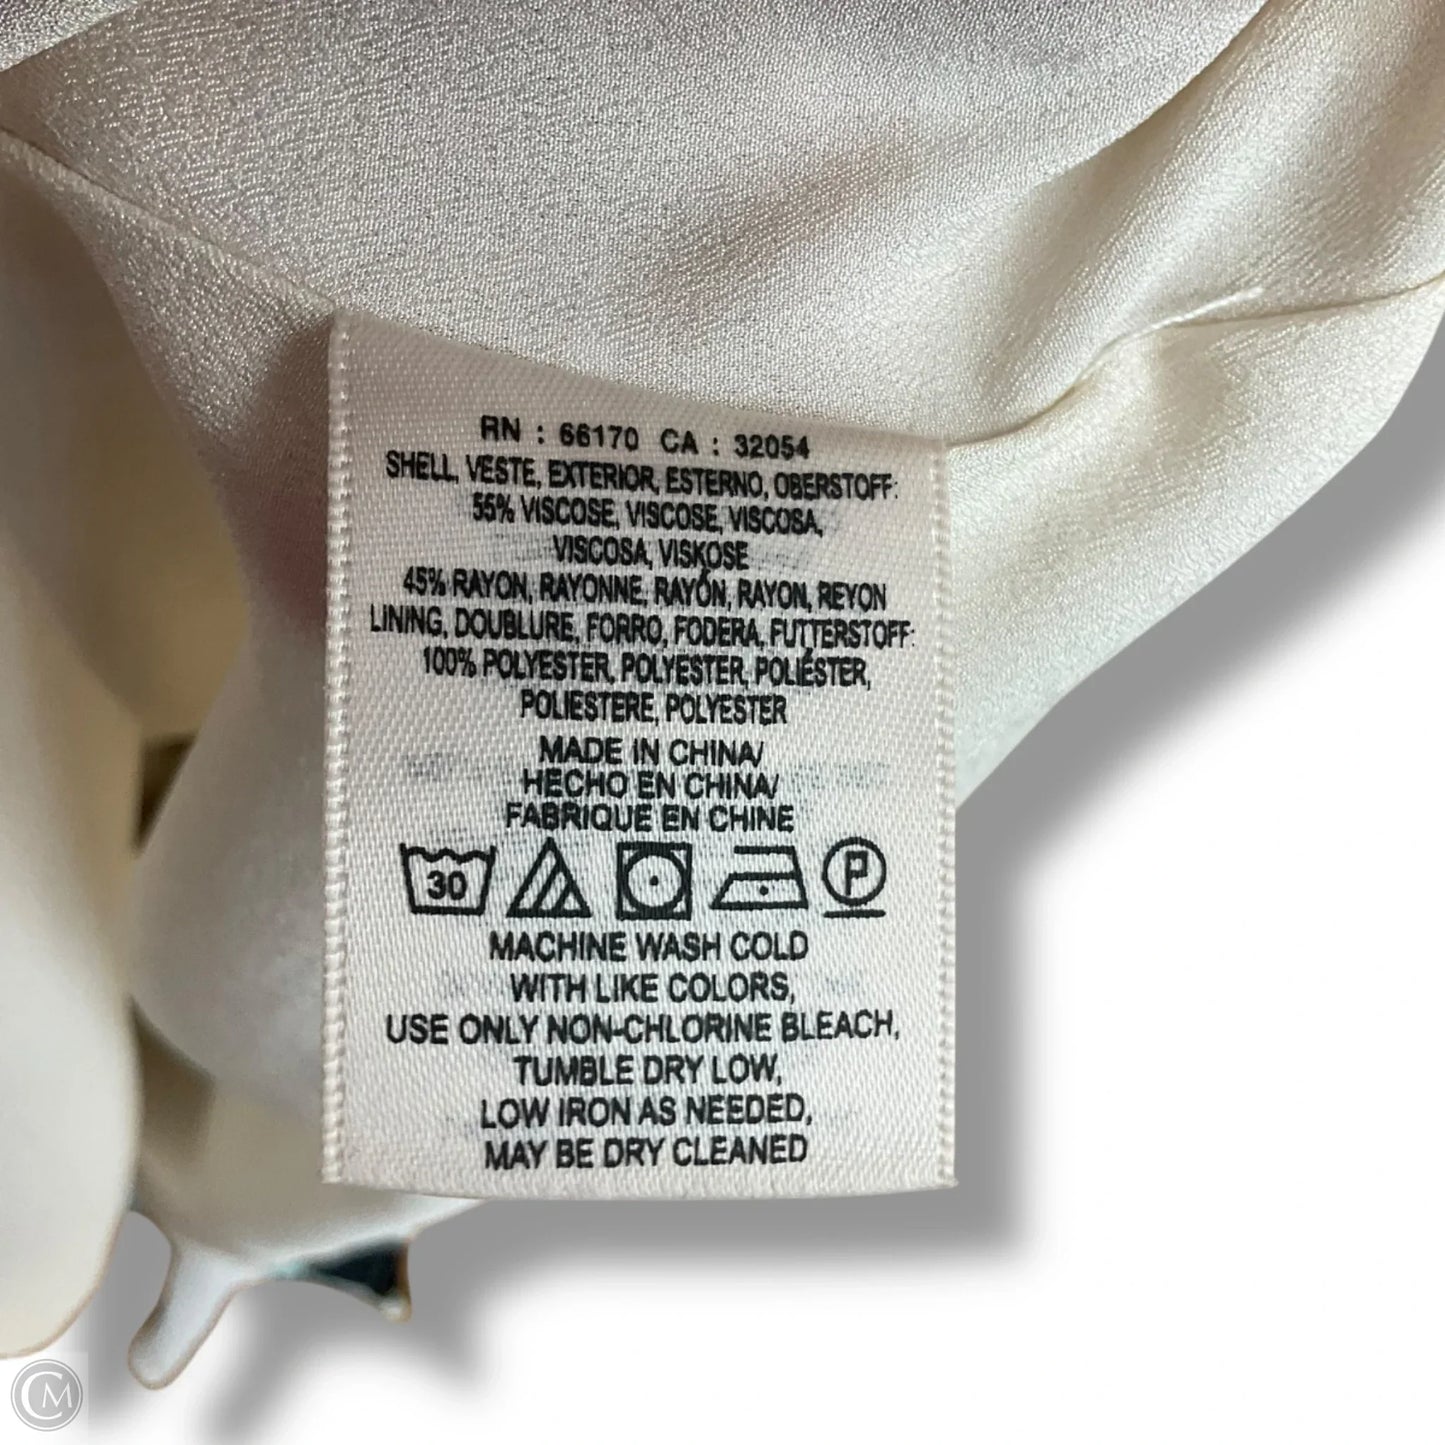 RN : 66170 CA : 32054
SHELL, VESTE, EXTERIOR, ESTERNO, OBERSTOFF:
55% VISCOSE, VISCOSE, VISCOSA,
VISCOSA, VISKOSE
45% RAYON, RAYONNE, RAYÓN, RAYON, REYON
LINING, DOUBLURE, FORRO, FODERA, FUTTERSTOFF:
100% POLYESTER, POLYESTER, POLIÉSTER,
POLIESTERE, POLYESTER
MADE IN CHINA/
HECHO EN CHINA/
FABRIQUE EN CHINE
30 P
MACHINE WASH COLD
WITH LIKE COLORS,
USE ONLY NON-CHLORINE BLEACH,
TUMBLE DRY LOW,
LOW IRON AS NEEDED,
MAY BE DRY CLEANED
CM